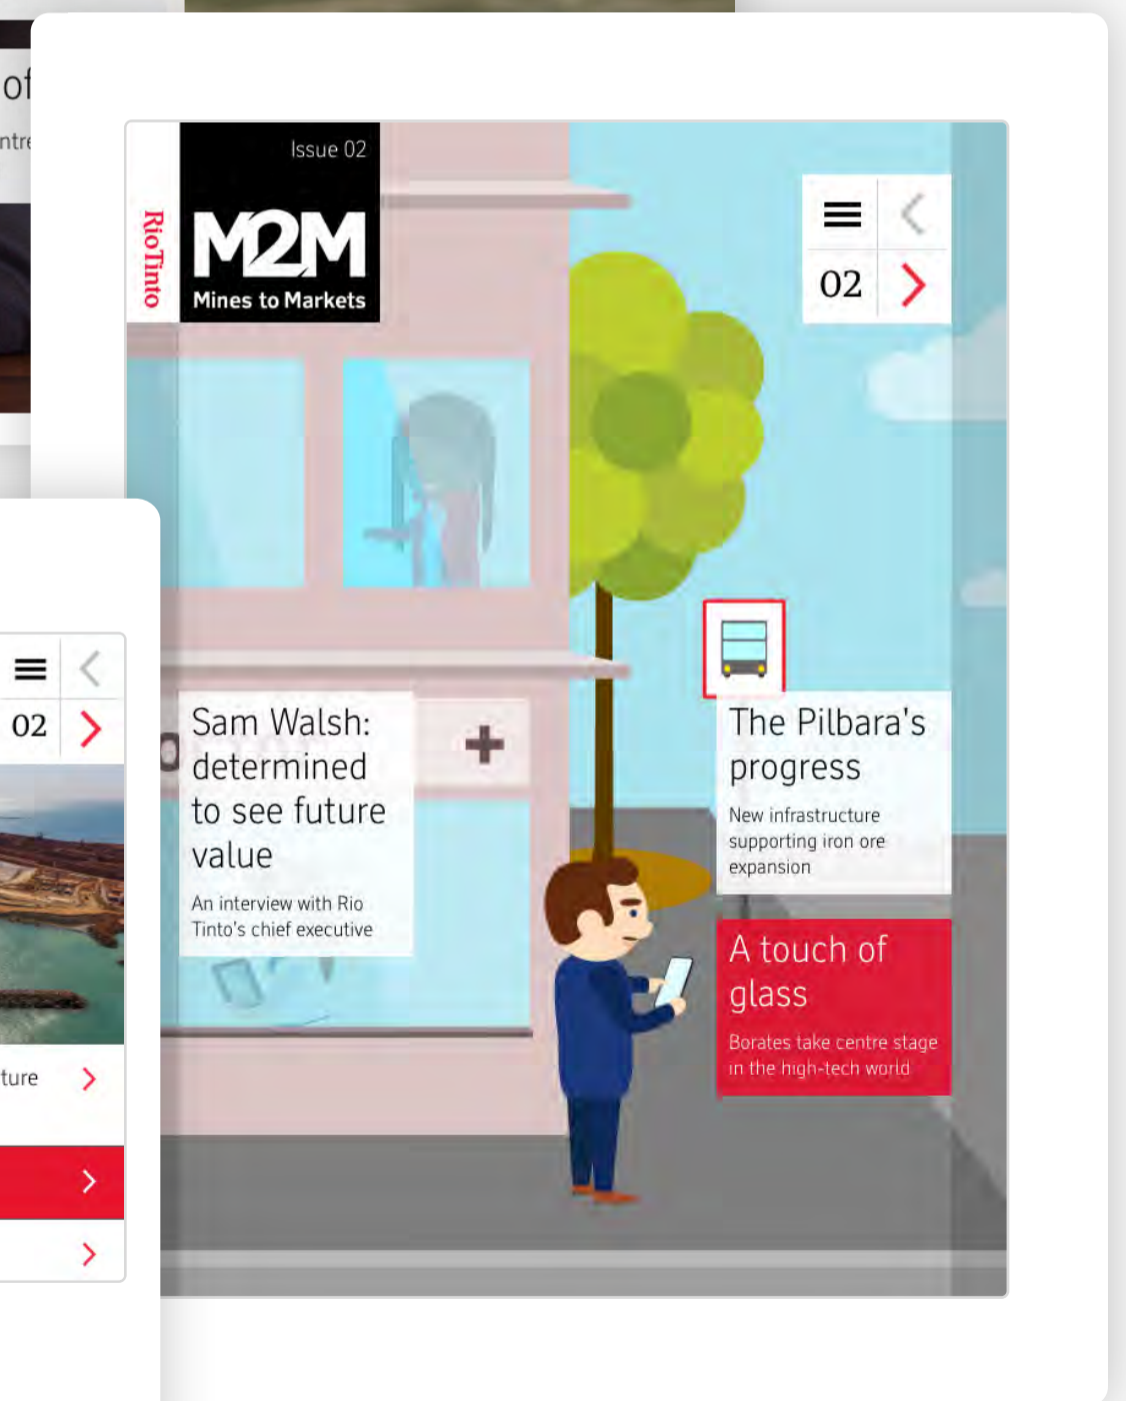 of
Issue 02
RioTinto
M2M
Mines to Markets
02
02
Sam Walsh:
determined
to see future
value
An interview with Rio
Tinto's chief executive
The Pilbara's
progress
New infrastructure
supporting iron ore
expansion
A touch of
glass
Borates take centre stage
in the high-tech world